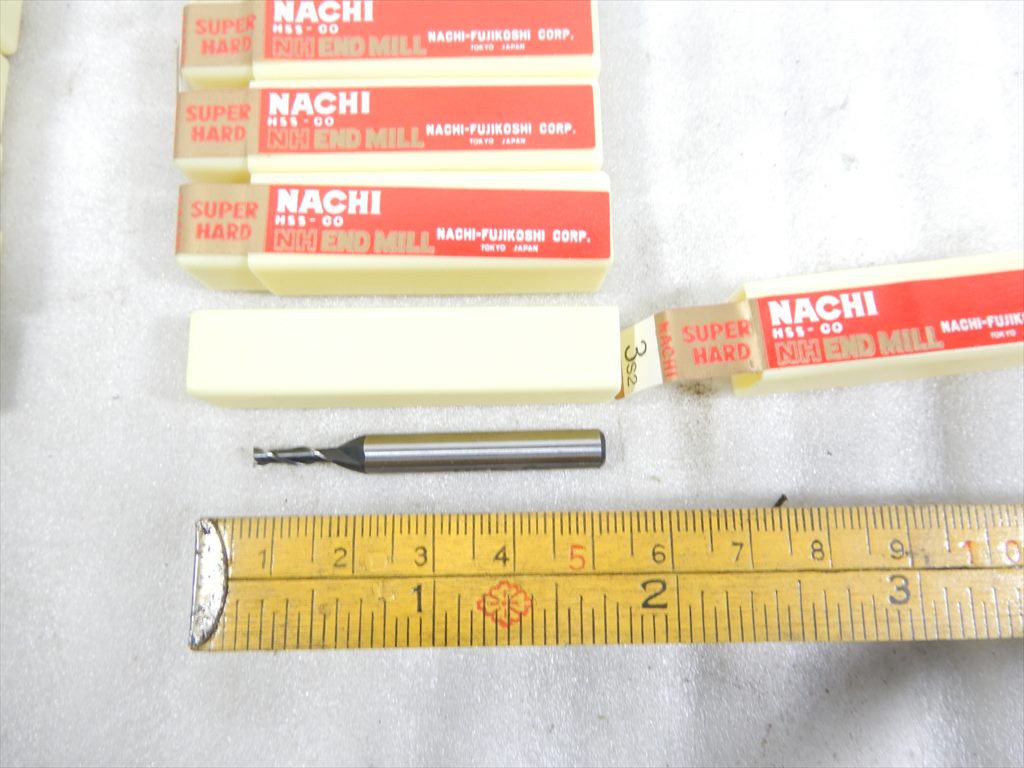 NACHI
SUPER
HARD
HSS-CO
NH END MILL
NACHI-FUJIKOSHI CORP.
TOKYO JAPAN
NACHI
SUPER
HARD
HSS-CO
NH END MILL
NACHI-FUJIKOSHI CORP.
TOKYO JAPAN
NACHI
SUPER
HARD
HSS-CO
NH END MILL
NACHI-FUJIKOSHI CORP.
TOKYO JAPAN
3S2
NACHI
SUPER
HARD
NACHI
HSS-CO
NH END MILL
NACHI-FUJIK
TOKYO
1 2 3 4 5 6 7 8 9 10
1 2 3